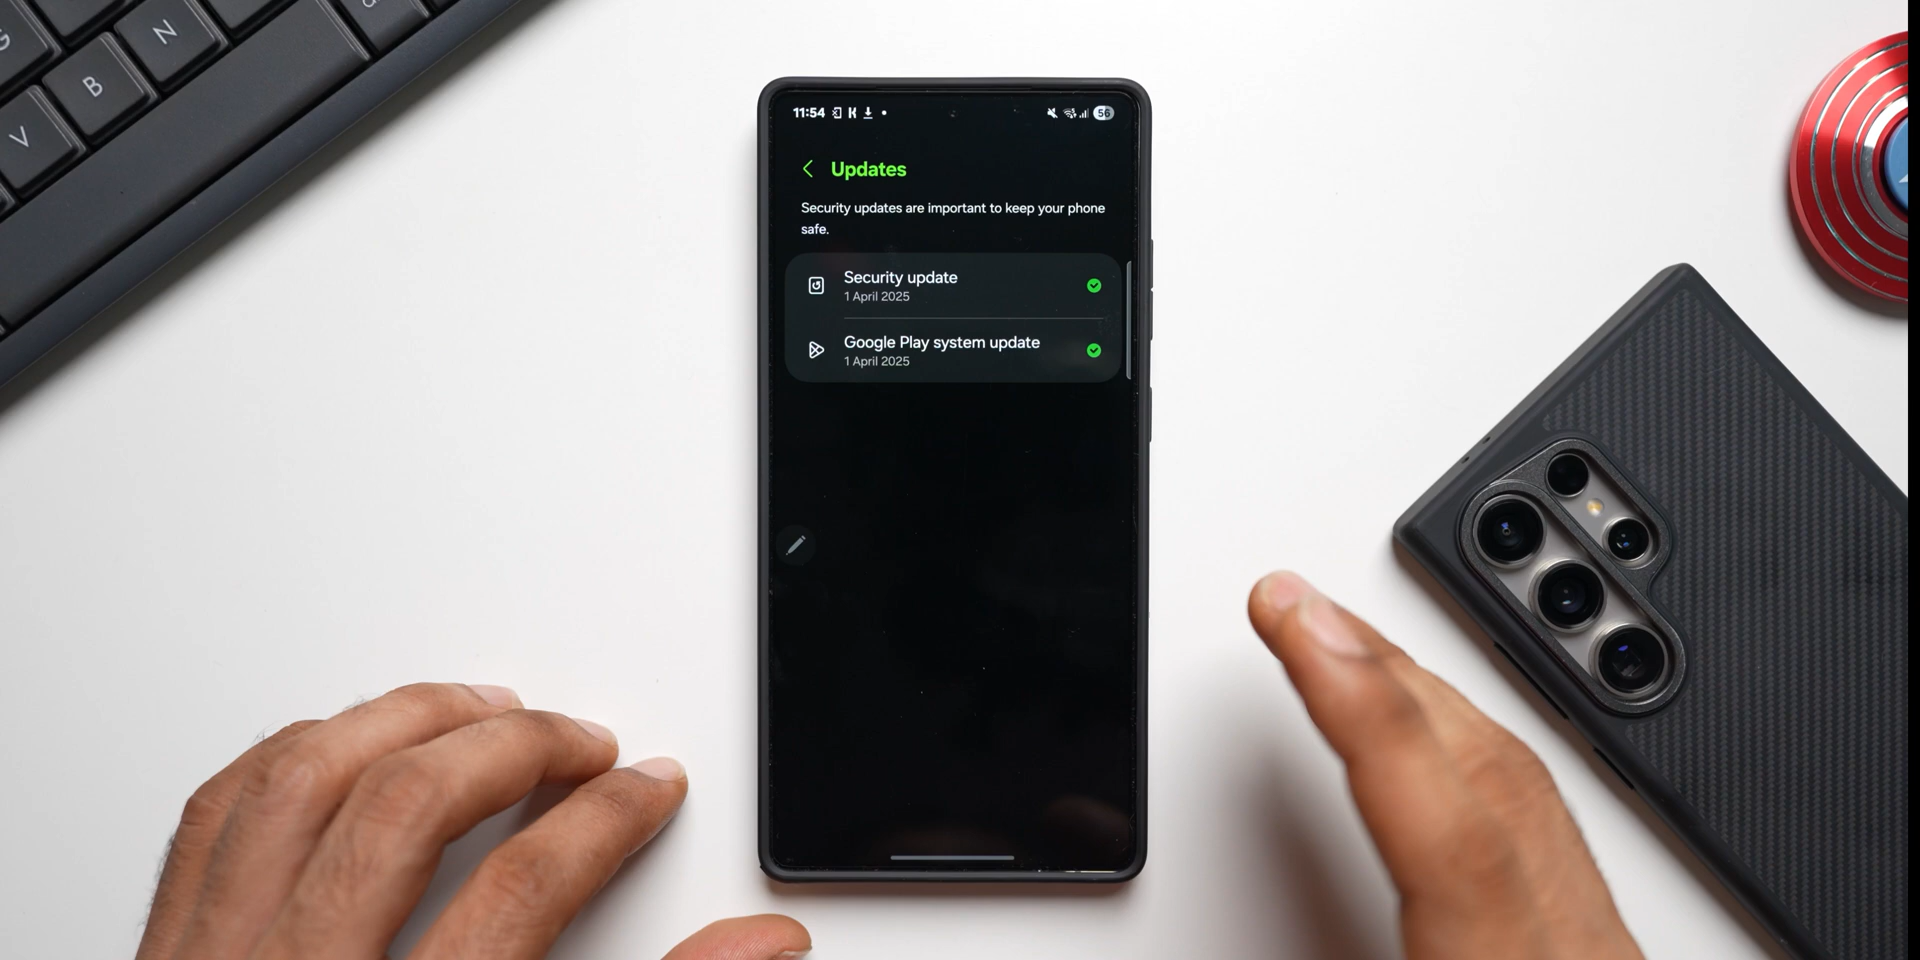 G
V
B
N
11:54
56
Updates
Security updates are important to keep your phone
safe.
Security update
1 April 2025
Google Play system update
1 April 2025